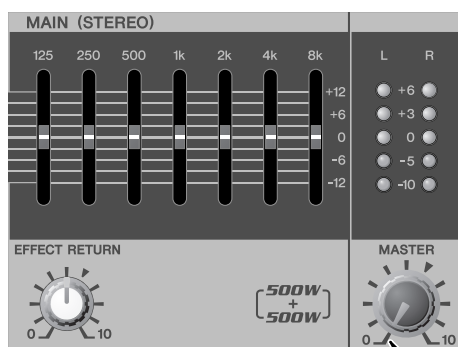 MAIN (STEREO)
125 250 500 1k 2k 4k 8k
+12
+6
0
-6
-12
L R
+6
+3
0
-5
-10
EFFECT RETURN
0 10
500W
+
500W
MASTER
0 10